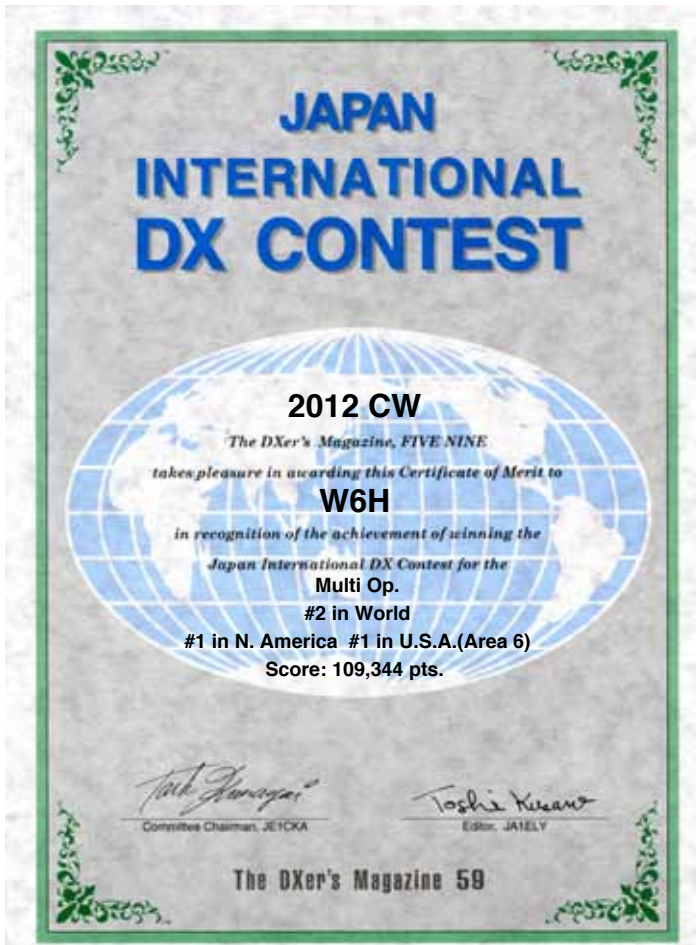 JAPAN
INTERNATIONAL
DX CONTEST
2012 CW
The DXer's Magazine, FIVE NINE
takes pleasure in awarding this Certificate of Merit to
W6H
in recognition of the achievement of winning the
Japan International DX Contest for the
Multi Op.
#2 in World
#1 in N. America #1 in U.S.A.(Area 6)
Score: 109,344 pts.
Toshi Kusano
Committee Chairman, JE1CKA
Editor, JA1ELY
The DXer's Magazine 59